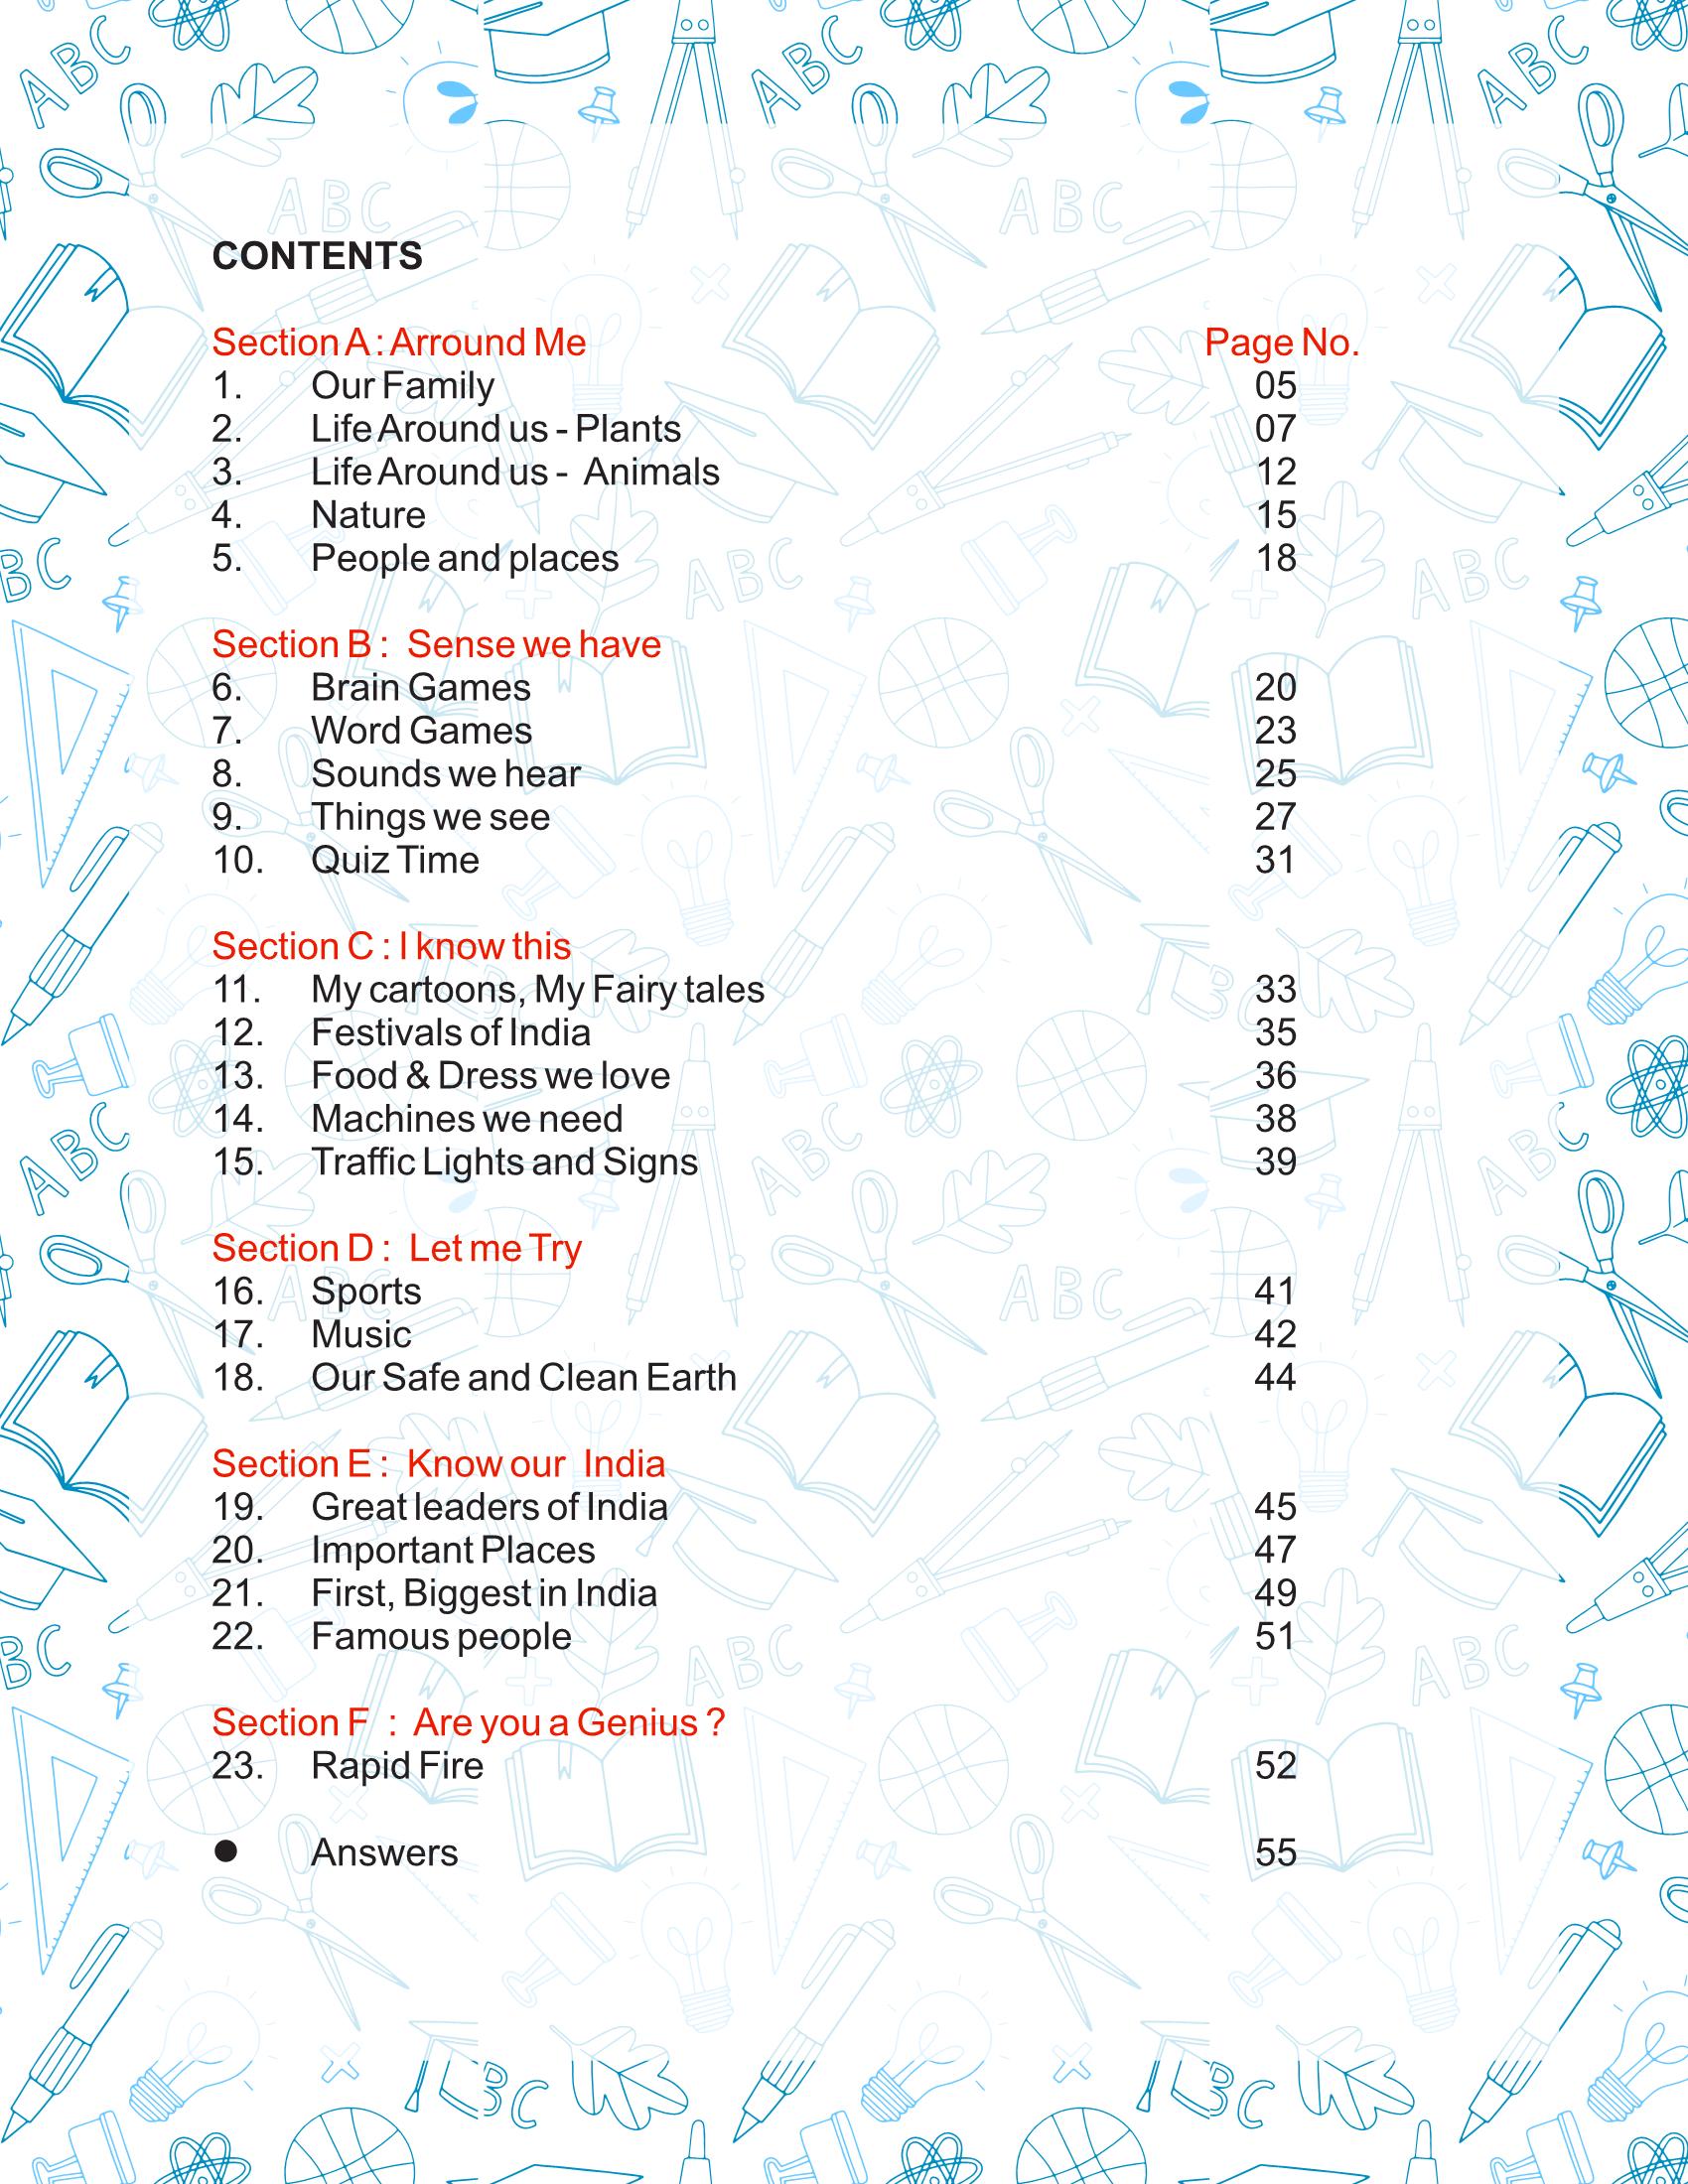 CONTENTS
Section A : Arround Me Page No.
1. Our Family 05
2. Life Around us - Plants 07
3. Life Around us - Animals 12
4. Nature 15
5. People and places 18
Section B : Sense we have
6. Brain Games 20
7. Word Games 23
8. Sounds we hear 25
9. Things we see 27
10. Quiz Time 31
Section C : I know this
11. My cartoons, My Fairy tales 33
12. Festivals of India 35
13. Food & Dress we love 36
14. Machines we need 38
15. Traffic Lights and Signs 39
Section D : Let me Try
16. Sports 41
17. Music 42
18. Our Safe and Clean Earth 44
Section E : Know our India
19. Great leaders of India 45
20. Important Places 47
21. First, Biggest in India 49
22. Famous people 51
Section F : Are you a Genius ?
23. Rapid Fire 52
● Answers 55